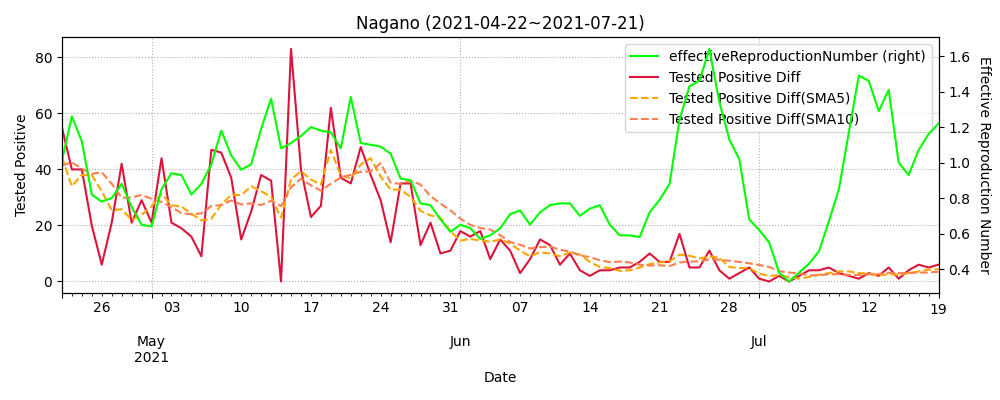 Nagano (2021-04-22~2021-07-21)
effectiveReproductionNumber (right)
Tested Positive Diff
Tested Positive Diff(SMA5)
Tested Positive Diff(SMA10)
Tested Positive
80
60
40
20
0
1.6
1.4
1.2
1.0
0.8
0.6
0.4
Effective Reproduction Number
26 03 10 17 24 31 07 14 21 28 05 12 19
May Jun Jul
2021
Date